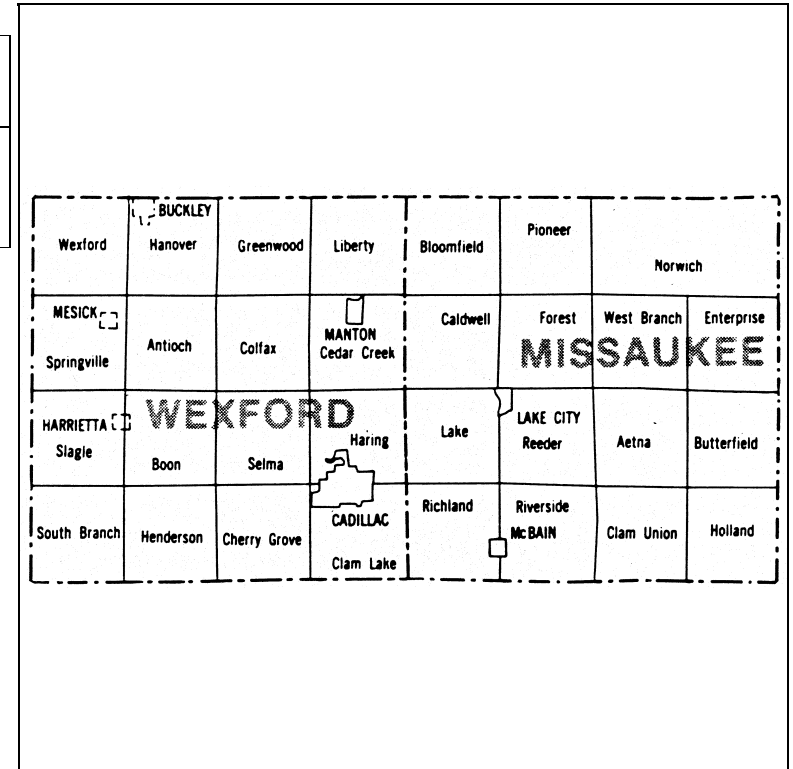 BUCKLEY
Wexford
Hanover
Greenwood
Liberty
Bloomfield
Pioneer
Norwich
MESICK
Springville
Antioch
Colfax
MANTON
Cedar Creek
Caldwell
Forest
West Branch
Enterprise
MISSAUKEE
WEXFORD
HARRIETTA
Slagle
Boon
Selma
Haring
Lake
LAKE CITY
Reeder
Aetna
Butterfield
South Branch
Henderson
Cherry Grove
CADILLAC
Clam Lake
Richland
Riverside
McBAIN
Clam Union
Holland